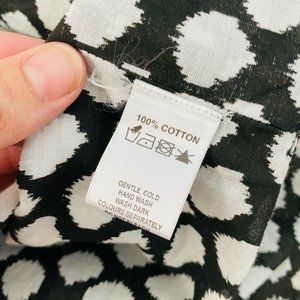 100% COTTON
GENTLE, COLD
HAND WASH
WASH DARK
COLOURS SEPARATELY